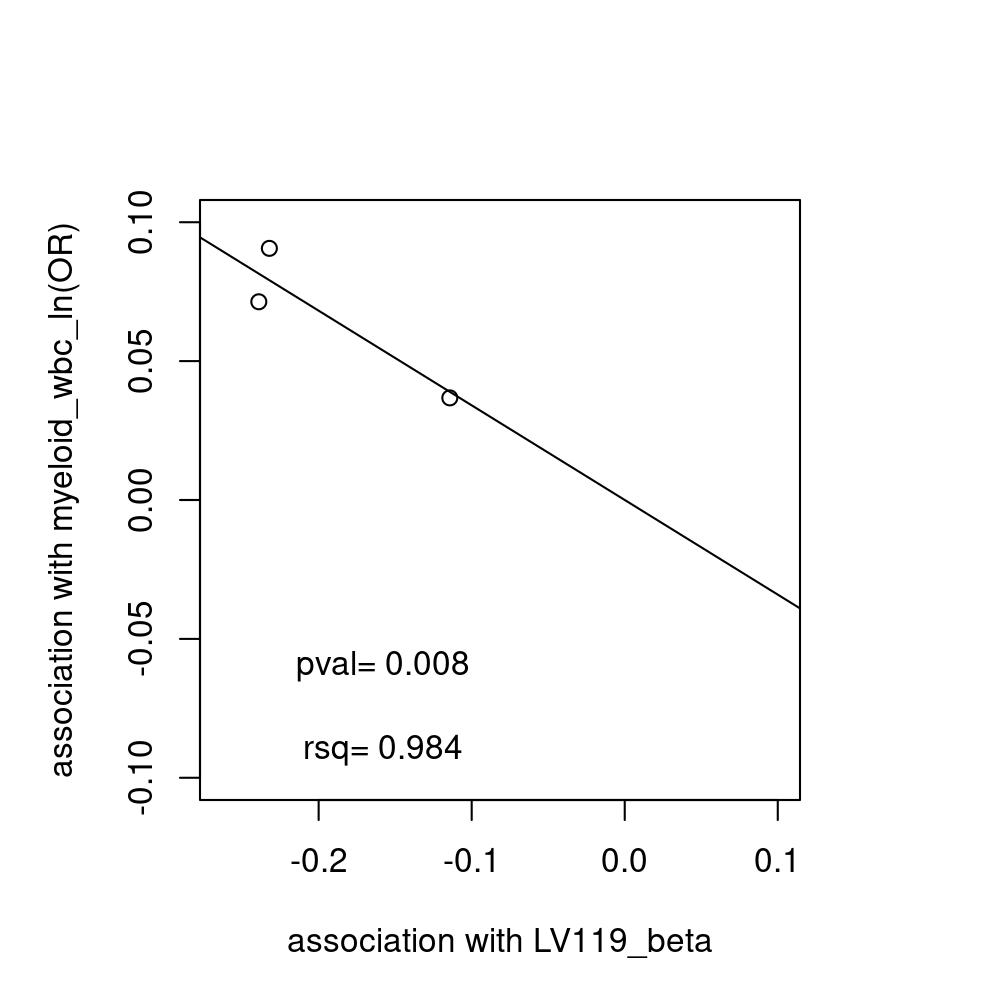 association with myeloid_wbc_ln(OR)
0.10
0.05
0.00
-0.05
-0.10
pval= 0.008
rsq= 0.984
-0.2 -0.1 0.0 0.1
association with LV119_beta